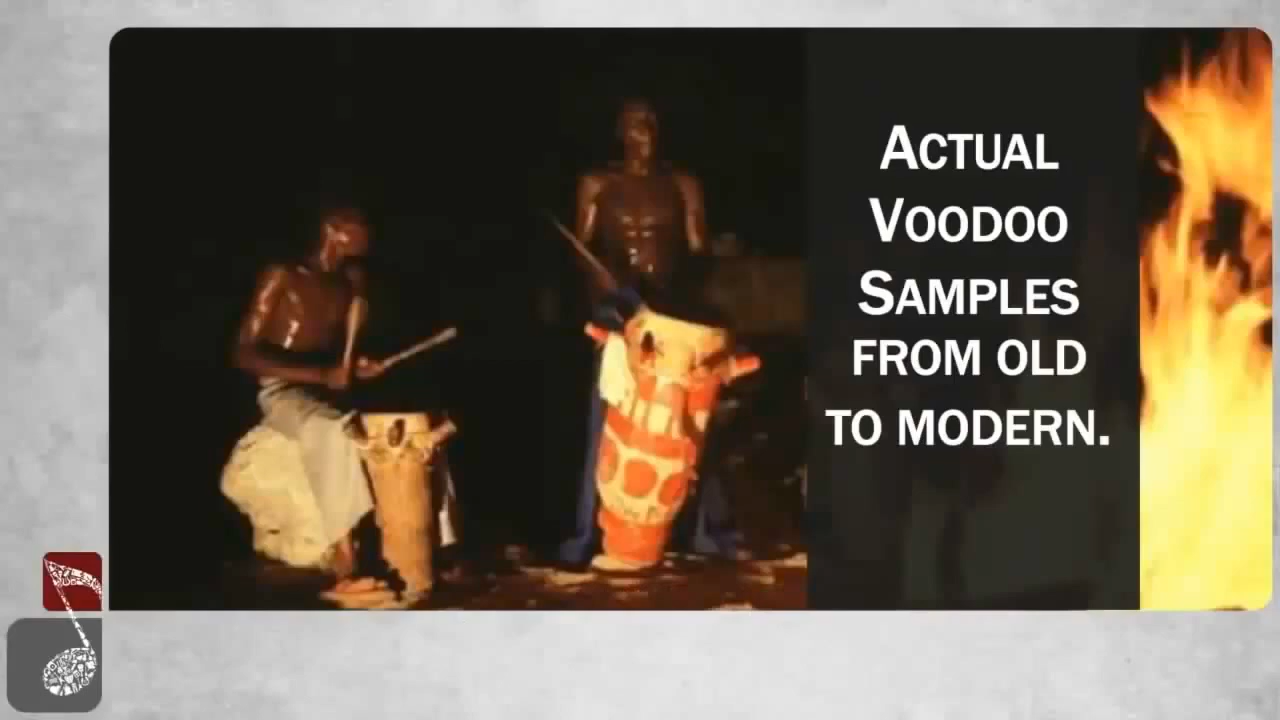 ACTUAL
VOODOO
SAMPLES
FROM OLD
TO MODERN.